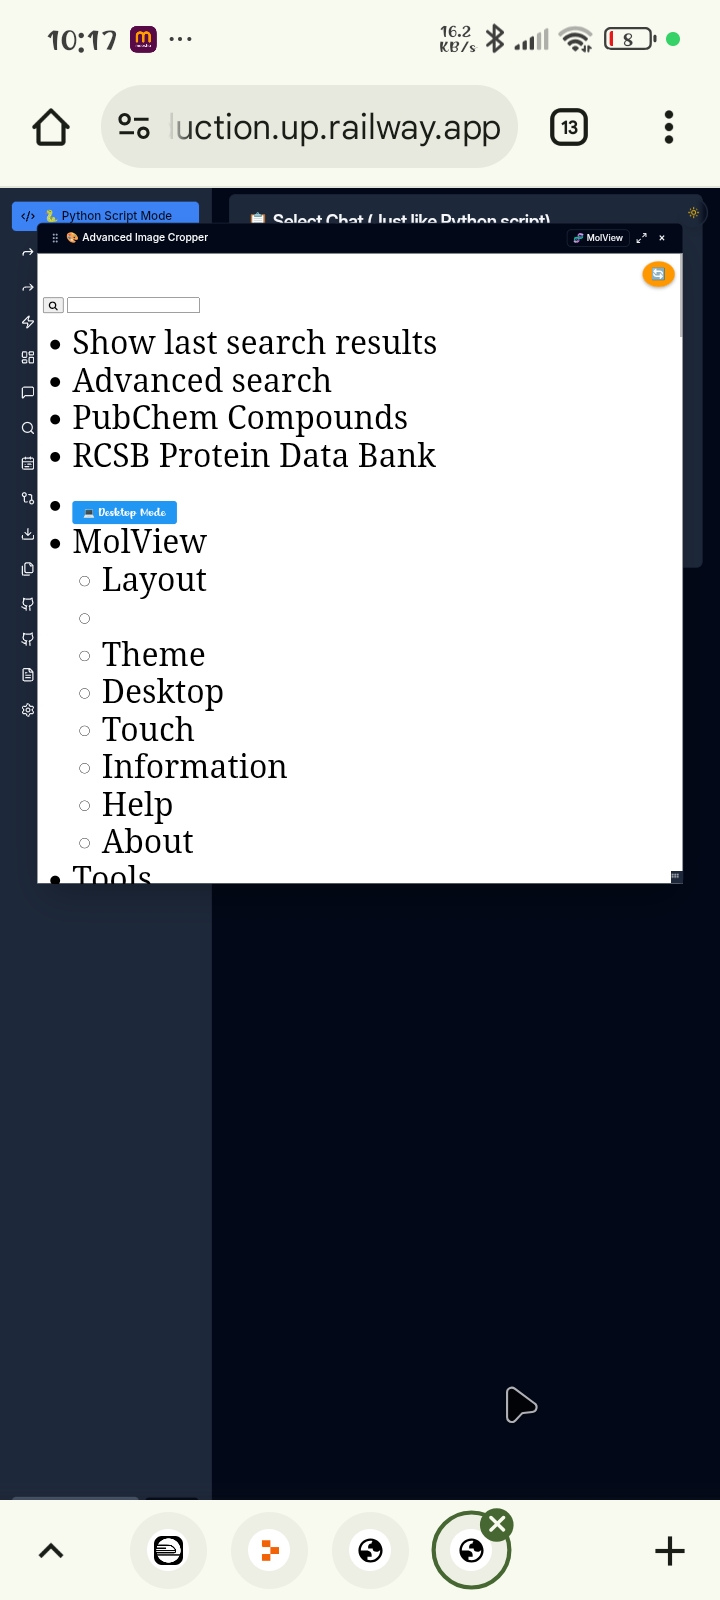 10:17
16.2
KB/s
8
luction.up.railway.app
13
🐍 Python Script Mode
📋 Select Chat (Just like Python script)
🎨 Advanced Image Cropper
🧬 MolView
Show last search results
Advanced search
PubChem Compounds
RCSB Protein Data Bank
💻 Desktop Mode
MolView
Layout
Theme
Desktop
Touch
Information
Help
About
Tools